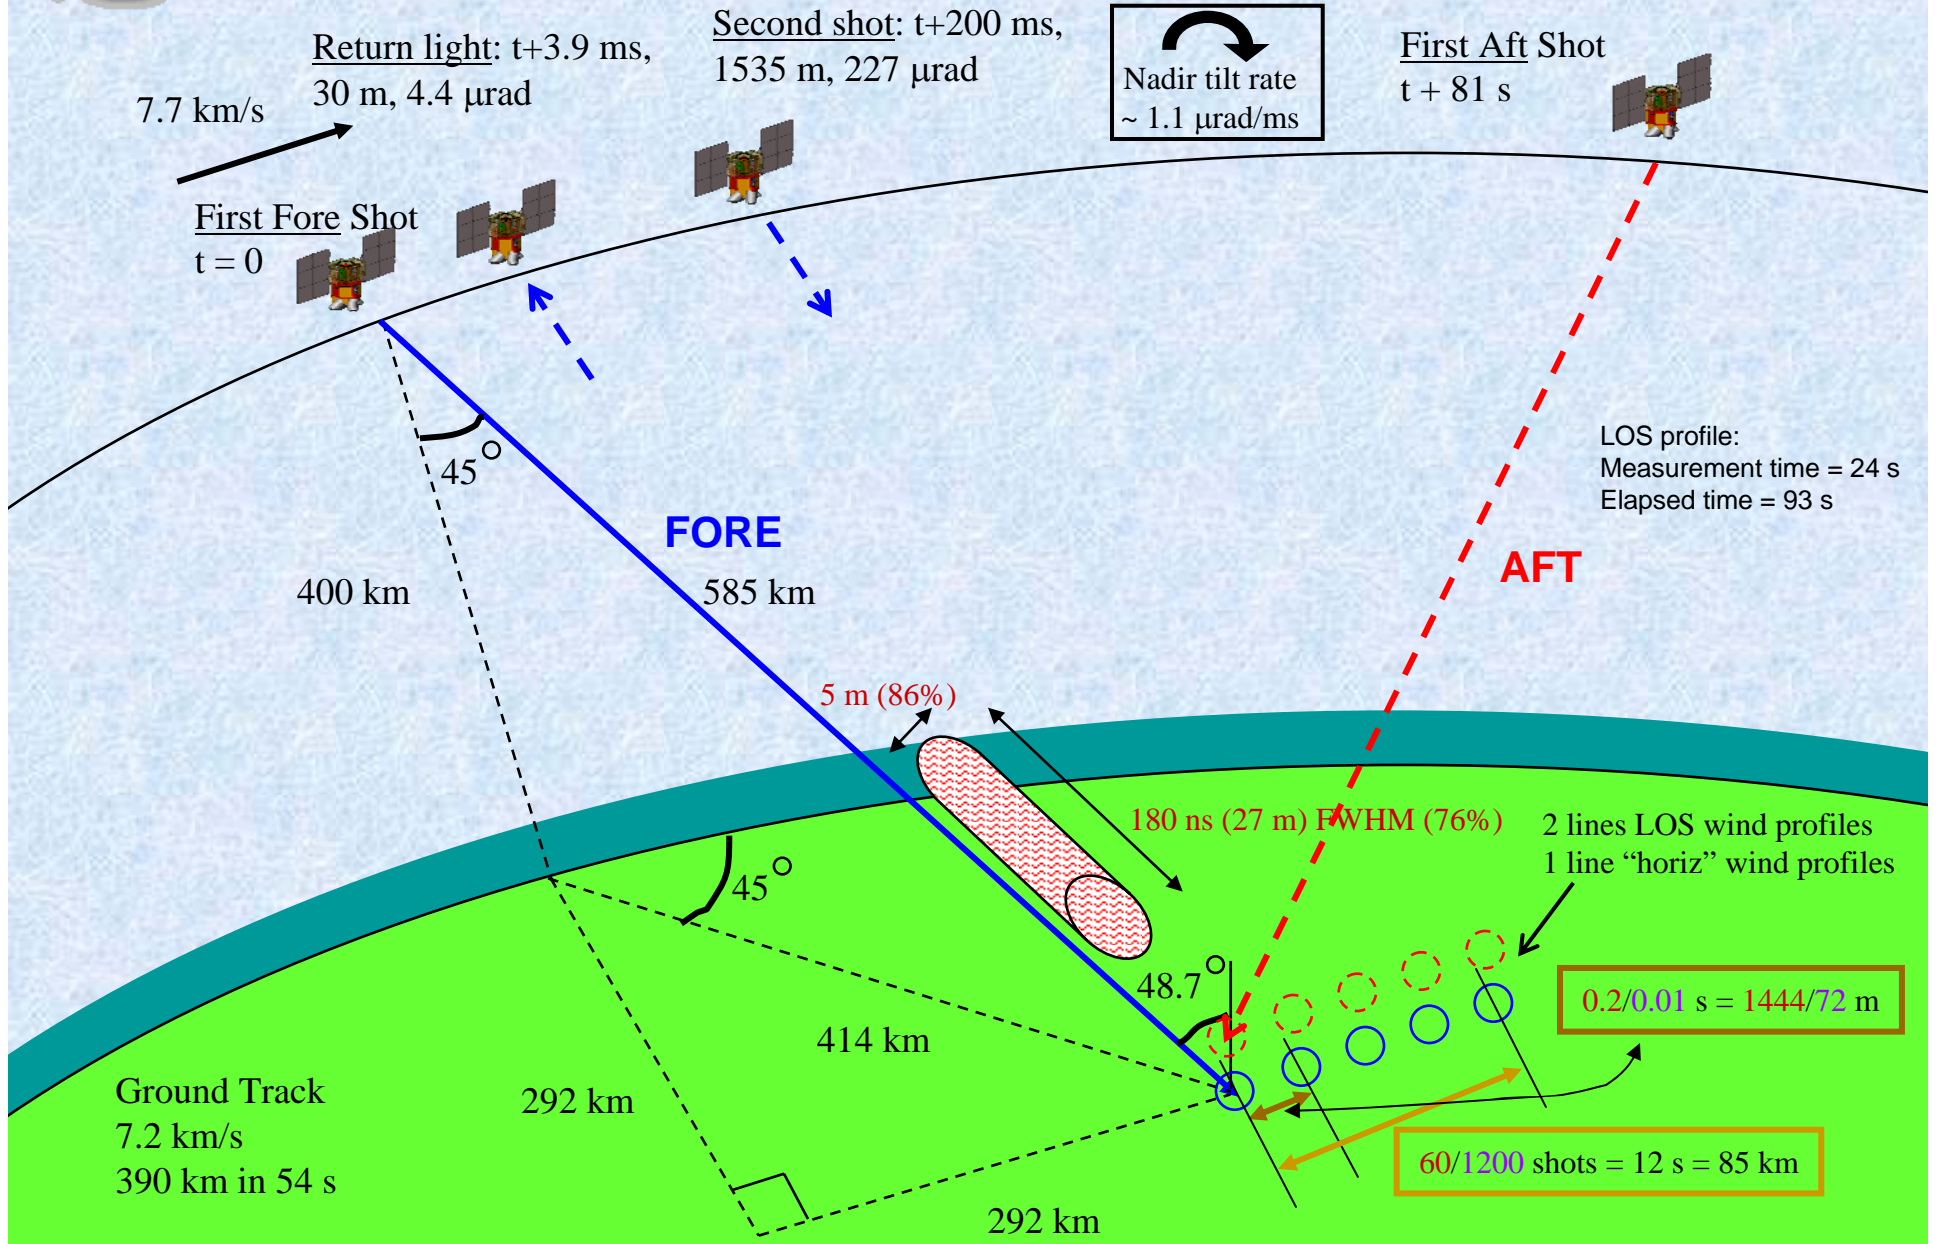 Return light: t+3.9 ms,
30 m, 4.4 μrad
Second shot: t+200 ms,
1535 m, 227 μrad
Nadir tilt rate
~ 1.1 μrad/ms
First Aft Shot
t + 81 s
7.7 km/s
First Fore Shot
t = 0
45°
LOS profile:
Measurement time = 24 s
Elapsed time = 93 s
FORE
AFT
400 km
585 km
5 m (86%)
180 ns (27 m) FWHM (76%)
2 lines LOS wind profiles
1 line “horiz” wind profiles
45°
48.7°
0.2/0.01 s = 1444/72 m
414 km
Ground Track
7.2 km/s
390 km in 54 s
292 km
60/1200 shots = 12 s = 85 km
292 km